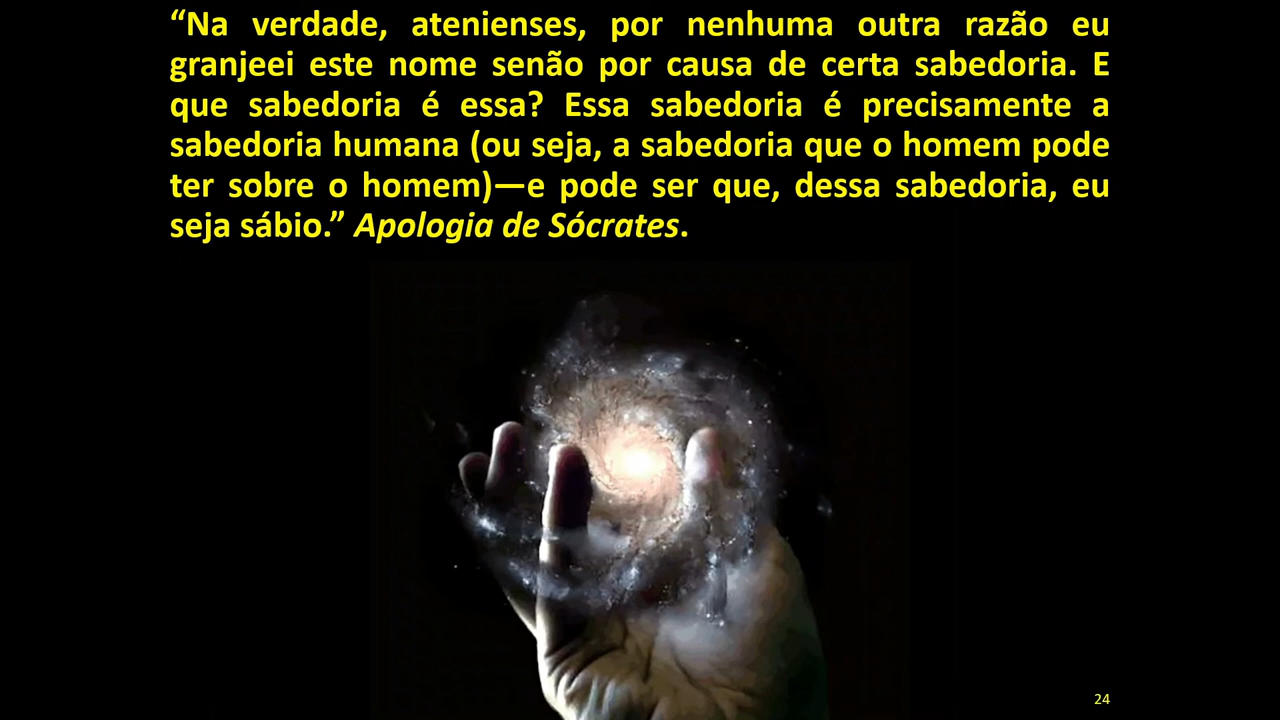 “Na verdade, atenienses, por nenhuma outra razão eu
granjeei este nome senão por causa de certa sabedoria. E
que sabedoria é essa? Essa sabedoria é precisamente a
sabedoria humana (ou seja, a sabedoria que o homem pode
ter sobre o homem)—e pode ser que, dessa sabedoria, eu
seja sábio.” Apologia de Sócrates.
24